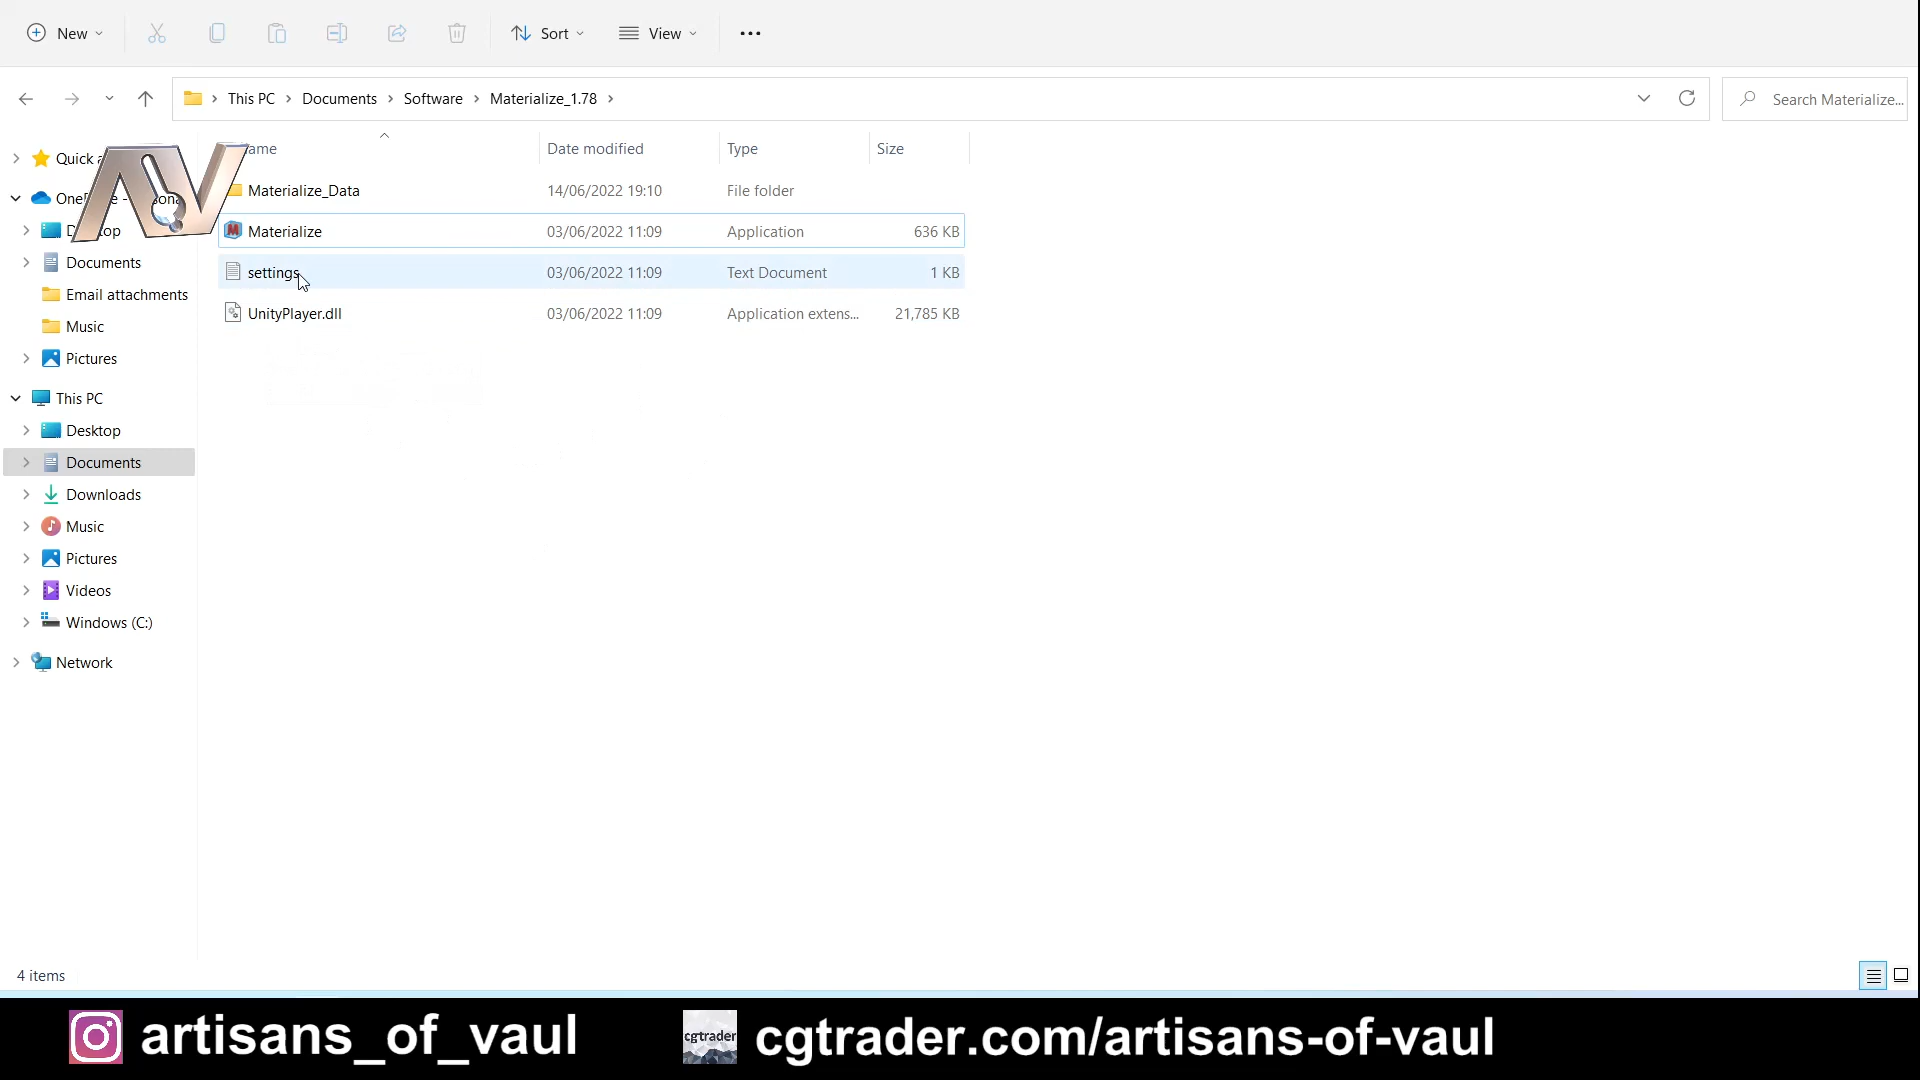 New
Sort
View
This PC
Documents
Software
Materialize_1.78
Search Materialize...
Date modified
Type
Size
Materialize_Data 14/06/2022 19:10 File folder
Materialize 03/06/2022 11:09 Application 636 KB
settings 03/06/2022 11:09 Text Document 1 KB
UnityPlayer.dll 03/06/2022 11:09 Application extens... 21,785 KB
Quick
Documents
Email attachments
Music
Pictures
This PC
Desktop
Documents
Downloads
Music
Pictures
Videos
Windows (C:)
Network
4 items
artisans_of_vaul
cgtrader
cgtrader.com/artisans-of-vaul